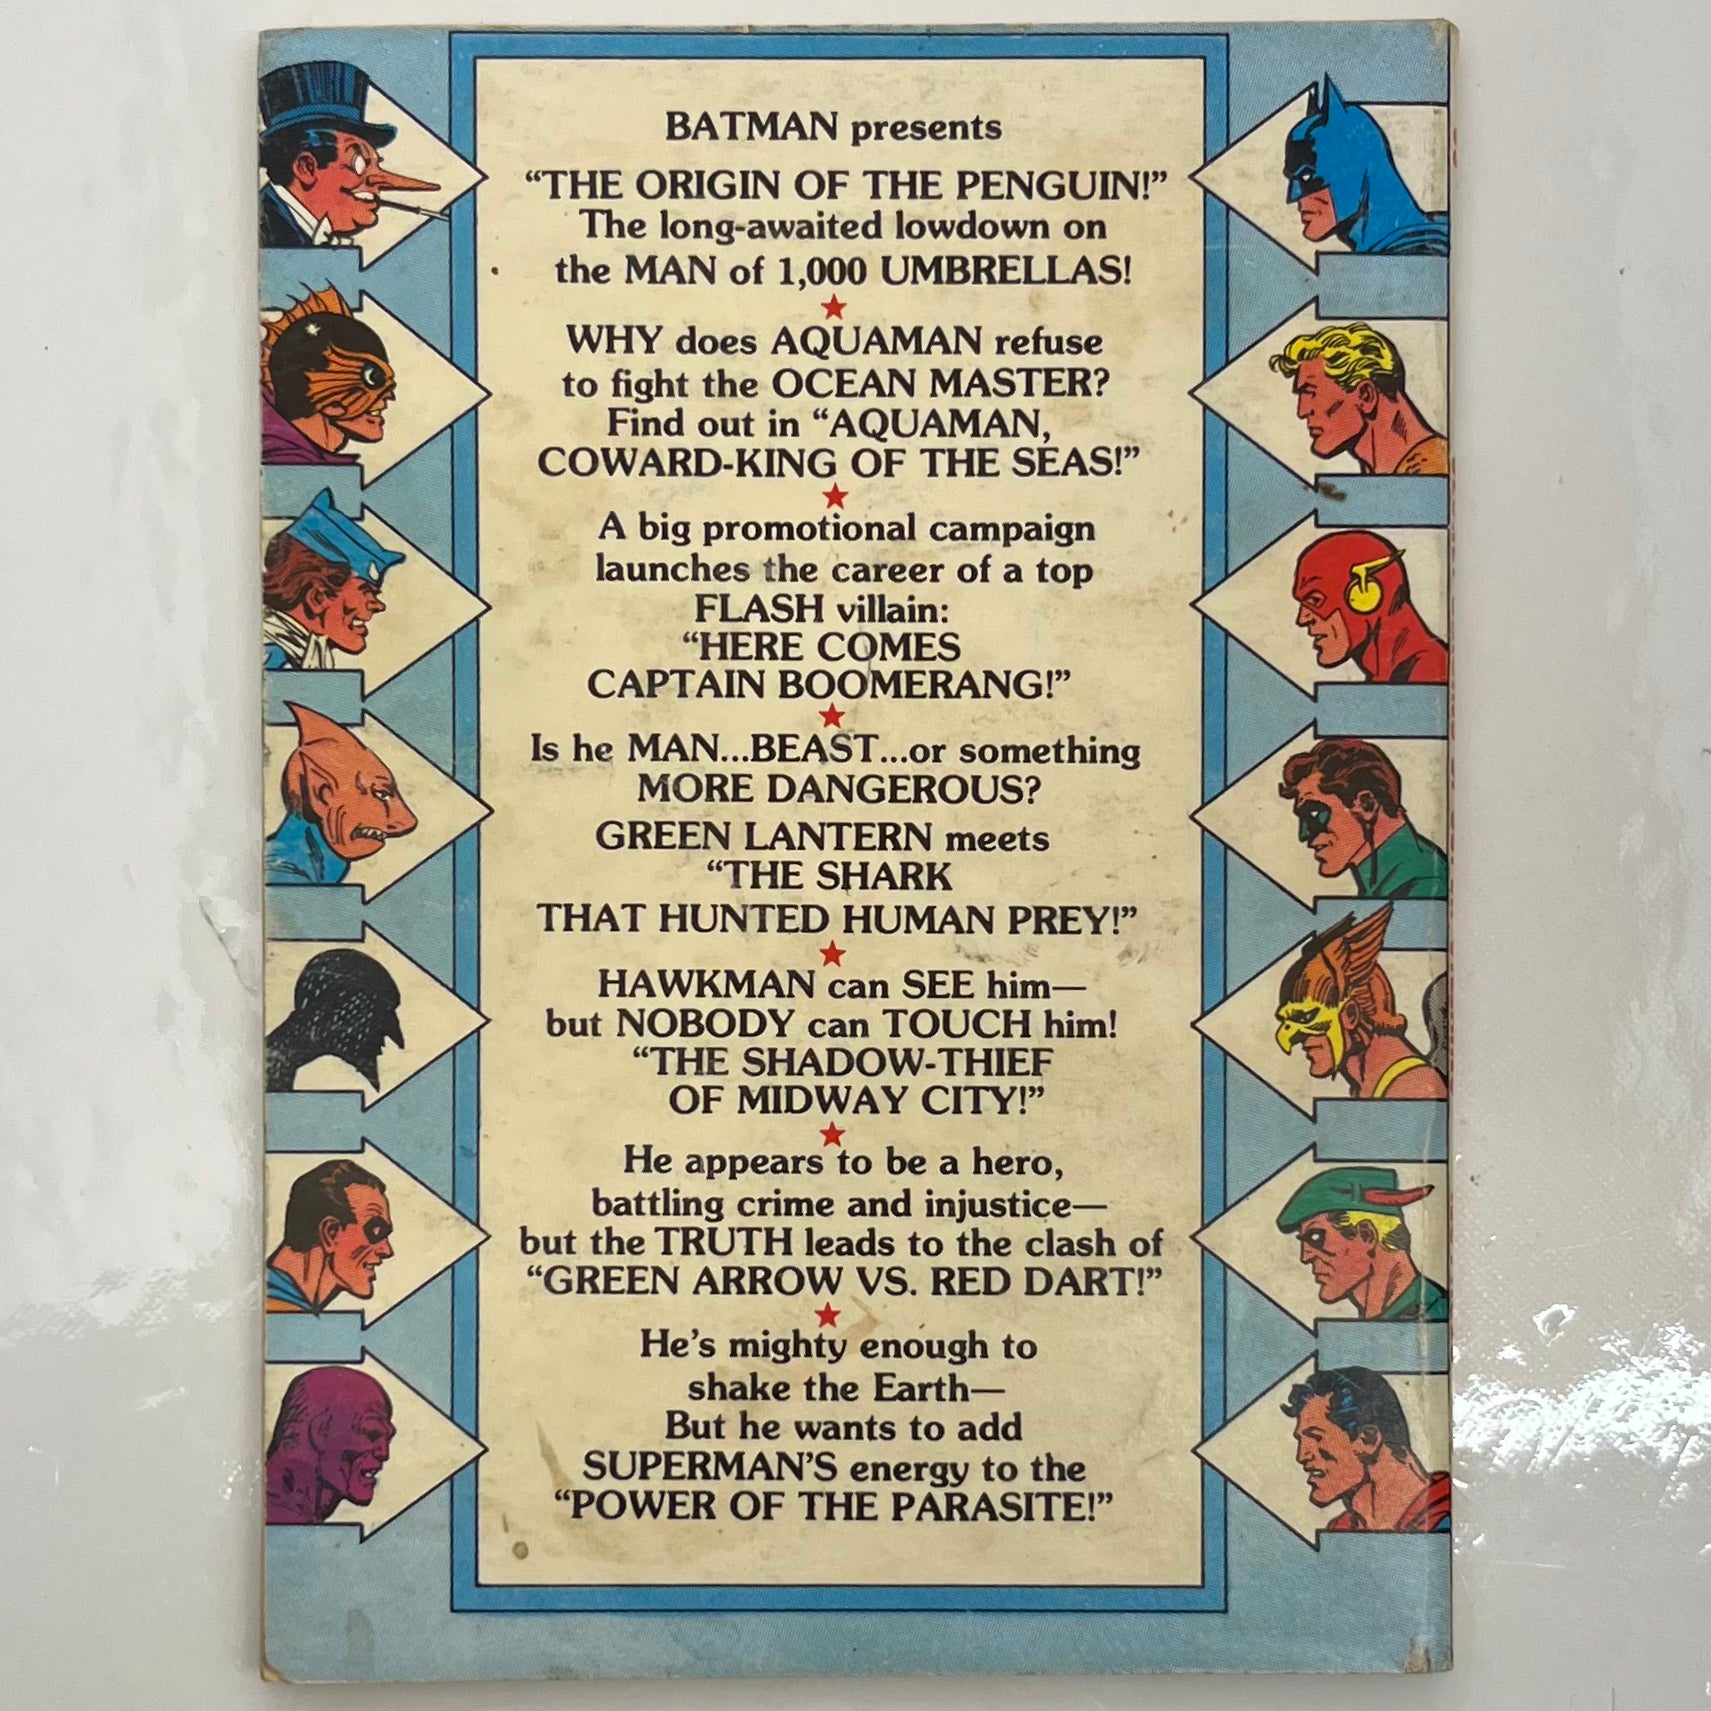 BATMAN presents
“THE ORIGIN OF THE PENGUIN!”
The long-awaited lowdown on
the MAN of 1,000 UMBRELLAS!
WHY does AQUAMAN refuse
to fight the OCEAN MASTER?
Find out in “AQUAMAN,
COWARD-KING OF THE SEAS!”
A big promotional campaign
launches the career of a top
FLASH villain:
“HERE COMES
CAPTAIN BOOMERANG!”
Is he MAN...BEAST...or something
MORE DANGEROUS?
GREEN LANTERN meets
“THE SHARK
THAT HUNTED HUMAN PREY!”
HAWKMAN can SEE him—
but NOBODY can TOUCH him!
“THE SHADOW-THIEF
OF MIDWAY CITY!”
He appears to be a hero,
battling crime and injustice—
but the TRUTH leads to the clash of
“GREEN ARROW VS. RED DART!”
He’s mighty enough to
shake the Earth—
But he wants to add
SUPERMAN’S energy to the
“POWER OF THE PARASITE!”